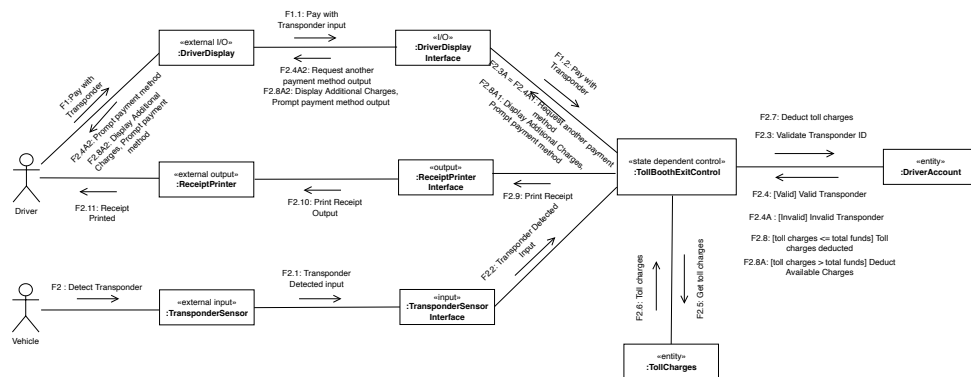 F1.1: Pay with
Transponder input
«external I/O»
:DriverDisplay
«I/O»
:DriverDisplay
Interface
F2.4A2: Request another
payment method output
F2.8A2: Display Additional Charges,
Prompt payment method output
F1:Pay with
Transponder
F2.4A2: Prompt payment method
F2.8A2: Display Additional
Charges, Prompt payment
method
F1.2: Pay with
Transponder
F2.3A = F2.4A1: Request another payment
method
F2.8A1: Display Additional Charges,
Prompt payment method
F2.7: Deduct toll charges
F2.3: Validate Transponder ID
Driver
«external output»
:ReceiptPrinter
«output»
:ReceiptPrinter
Interface
«state dependent control»
:TollBoothExitControl
«entity»
:DriverAccount
F2.11: Receipt
Printed
F2.10: Print Receipt
Output
F2.9: Print Receipt
F2.4: [Valid] Valid Transponder
F2.4A : [Invalid] Invalid Transponder
F2.8: [toll charges <= total funds] Toll
charges deducted
F2.8A: [toll charges > total funds] Deduct
Available Charges
F2.2: Transponder Detected
Input
F2 : Detect Transponder
F2.1: Transponder
Detected input
Vehicle
«external input»
:TransponderSensor
«input»
:TransponderSensor
Interface
F2.6: Toll charges
F2.5: Get toll charges
«entity»
:TollCharges